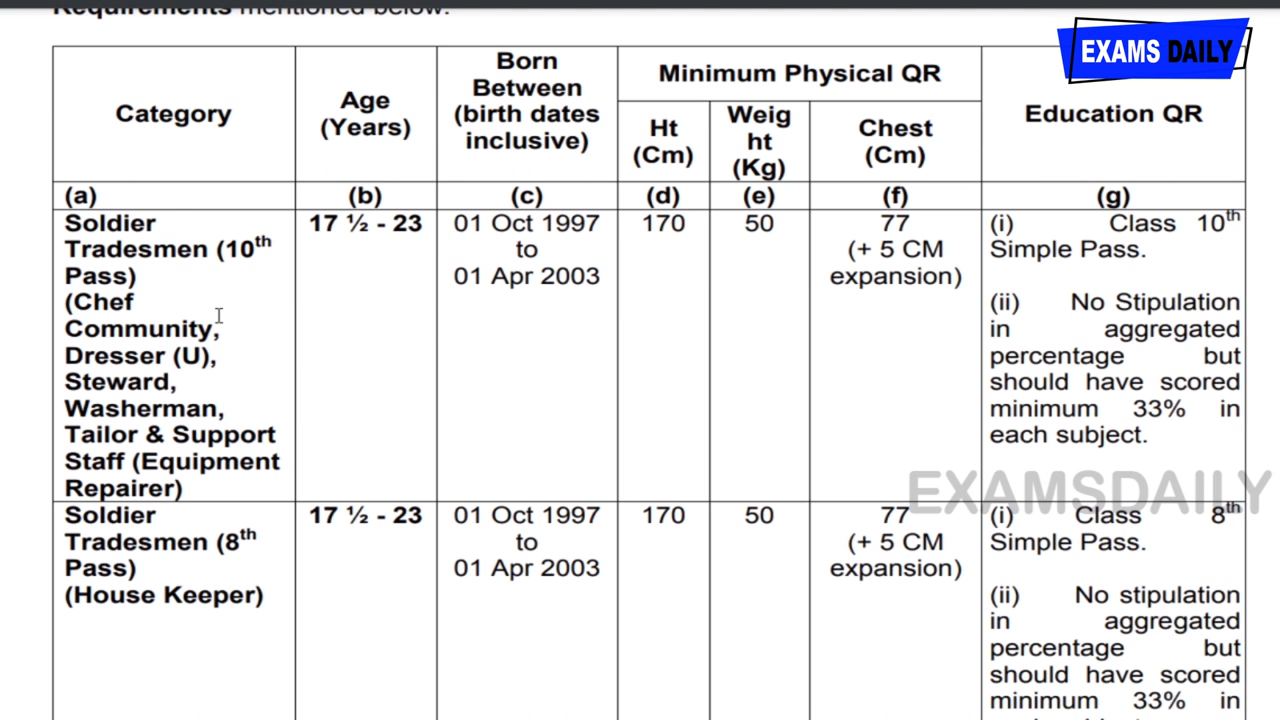 Requirements mentioned below:
EXAMS DAILY
Category
Age
(Years)
Born
Between
(birth dates
inclusive)
Minimum Physical QR
Ht
(Cm)
Weig
ht
(Kg)
Chest
(Cm)
Education QR
(a)
(b)
(c)
(d)
(e)
(f)
(g)
Soldier
Tradesmen (10th
Pass)
(Chef
Community,
Dresser (U),
Steward,
Washerman,
Tailor & Support
Staff (Equipment
Repairer)
17 ½ - 23
01 Oct 1997
to
01 Apr 2003
170
50
77
(+ 5 CM
expansion)
(i) Class 10th
Simple Pass.
(ii) No Stipulation
in aggregated
percentage but
should have scored
minimum 33% in
each subject.
EXAMSDAILY
Soldier
Tradesmen (8th
Pass)
(House Keeper)
17 ½ - 23
01 Oct 1997
to
01 Apr 2003
170
50
77
(+ 5 CM
expansion)
(i) Class 8th
Simple Pass.
(ii) No stipulation
in aggregated
percentage but
should have scored
minimum 33% in